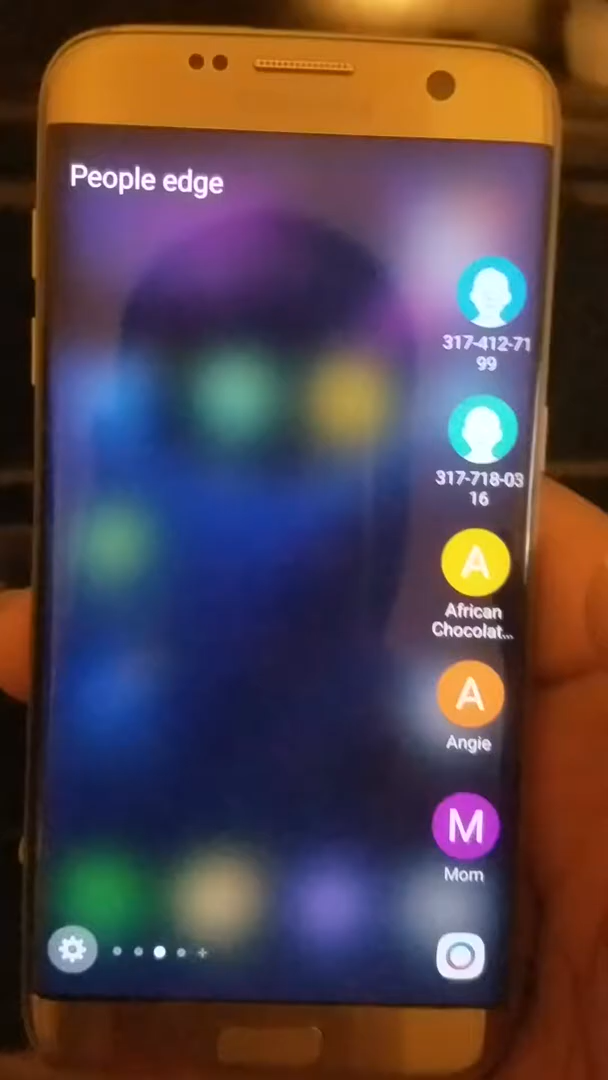 People edge
317-412-71
99
317-718-03
16
A
African
Chocolat...
A
Angie
M
Mom